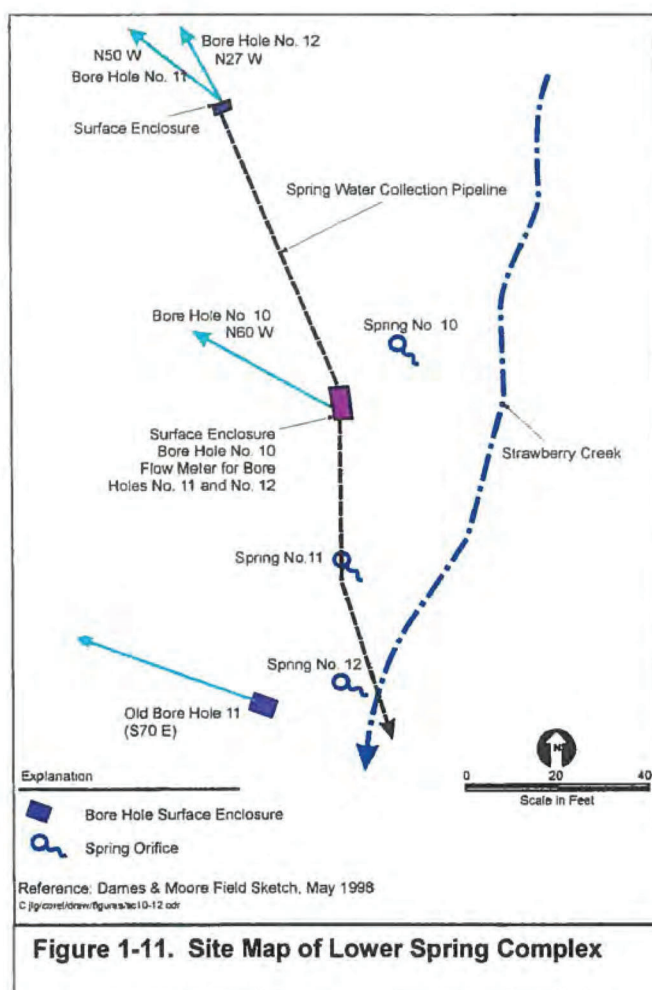 Bore Hole No. 12
N27 W
N50 W
Bore Hole No. 11
Surface Enclosure
Spring Water Collection Pipeline
Bore Hole No. 10
N60 W
Spring No. 10
Surface Enclosure
Bore Hole No. 10
Flow Meter for Bore
Holes No. 11 and No. 12
Strawberry Creek
Spring No.11
Spring No. 12
Old Bore Hole 11
(S70 E)
N
Explanation
0 20 40
Scale in Feet
Bore Hole Surface Enclosure
Spring Orifice
Reference: Dames & Moore Field Sketch, May 1998
Figure 1-11. Site Map of Lower Spring Complex